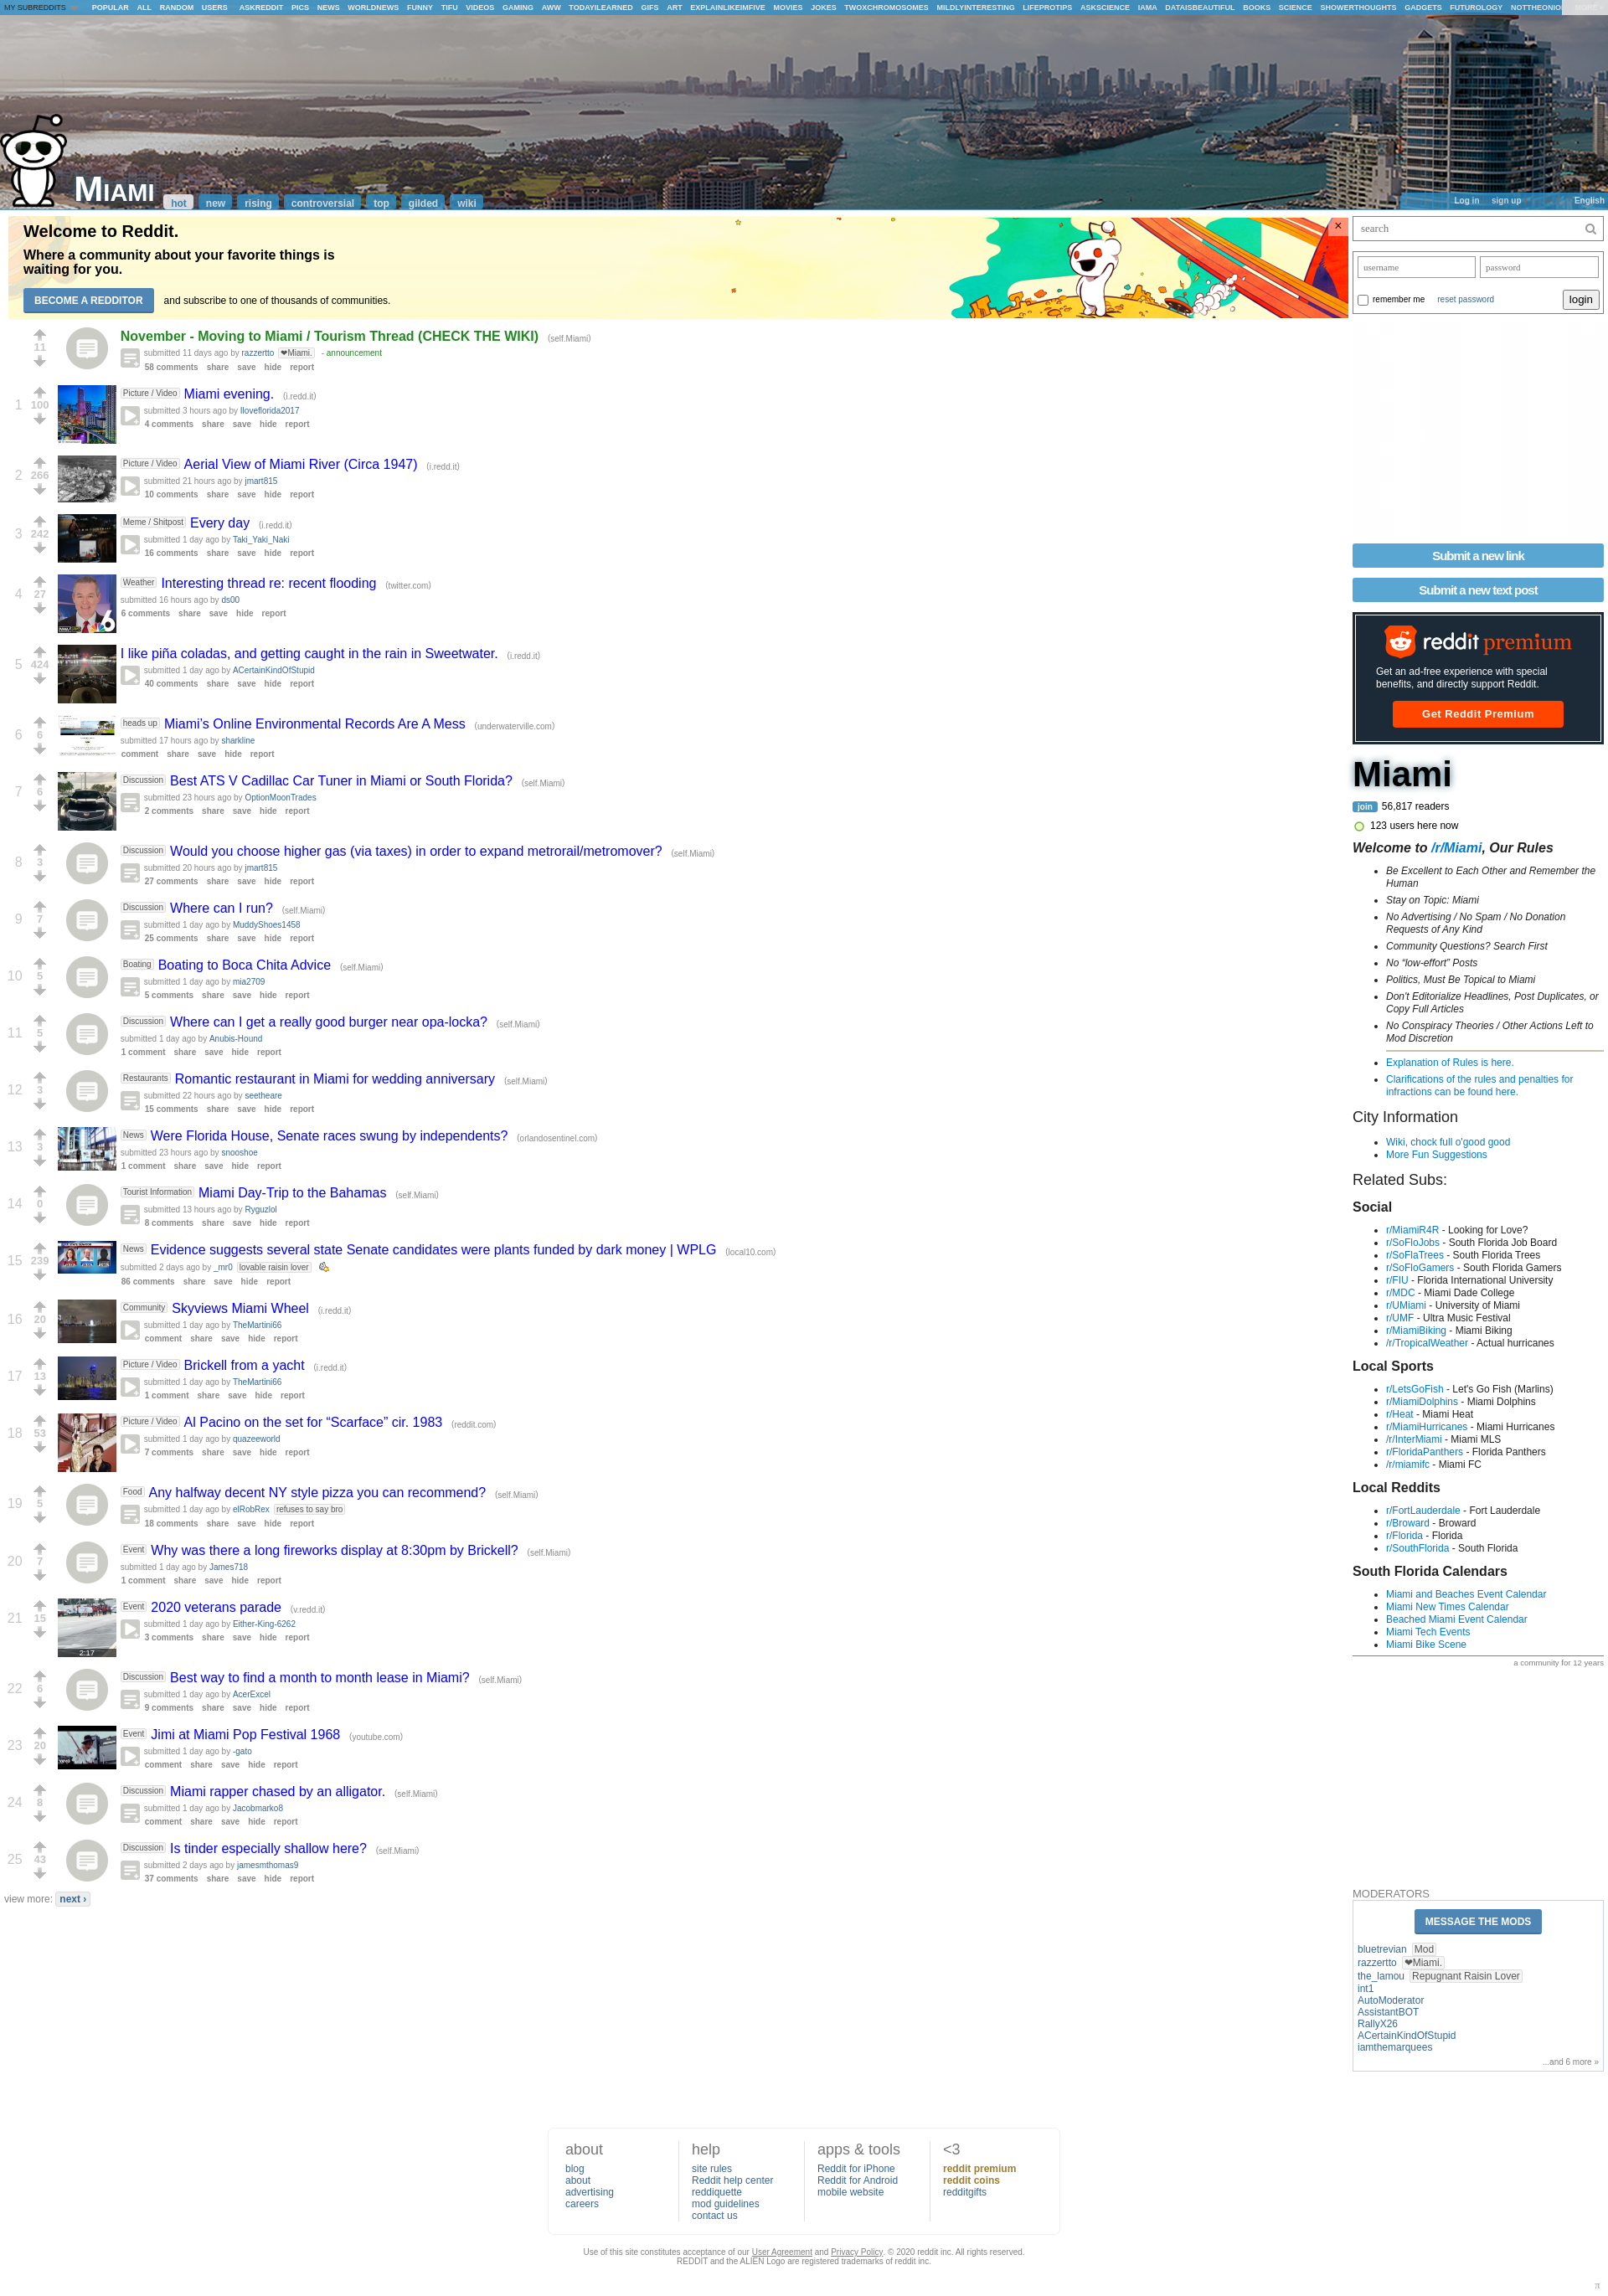 MY SUBREDDITS
POPULAR ALL RANDOM USERS ASKREDDIT PICS NEWS WORLDNEWS FUNNY TIFU VIDEOS GAMING AWW TODAYILEARNED GIFS ART EXPLAINLIKEIMFIVE MOVIES JOKES TWOXCHROMOSOMES MILDLYINTERESTING LIFEPROTIPS ASKSCIENCE IAMA DATAISBEAUTIFUL BOOKS SCIENCE SHOWERTHOUGHTS GADGETS FUTUROLOGY NOTTHEONION
MIAMI hot new rising controversial top gilded wiki
Log in sign up English
Welcome to Reddit.
Where a community about your favorite things is
waiting for you.
BECOME A REDDITOR and subscribe to one of thousands of communities.
×
November - Moving to Miami / Tourism Thread (CHECK THE WIKI) (self.Miami)
11
submitted 11 days ago by razzertto ❤Miami. - announcement
58 comments share save hide report
1 100
Picture / Video Miami evening. (i.redd.it)
submitted 3 hours ago by Iloveflorida2017
4 comments share save hide report
2 266
Picture / Video Aerial View of Miami River (Circa 1947) (i.redd.it)
submitted 21 hours ago by jmart815
10 comments share save hide report
3 242
Meme / Shitpost Every day (i.redd.it)
submitted 1 day ago by Taki_Yaki_Naki
16 comments share save hide report
4 27
Weather Interesting thread re: recent flooding (twitter.com)
submitted 16 hours ago by ds00
6 comments share save hide report
5 424
I like piña coladas, and getting caught in the rain in Sweetwater. (i.redd.it)
submitted 1 day ago by ACertainKindOfStupid
40 comments share save hide report
6 6
heads up Miami's Online Environmental Records Are A Mess (underwaterville.com)
submitted 17 hours ago by sharkline
comment share save hide report
7 6
Discussion Best ATS V Cadillac Car Tuner in Miami or South Florida? (self.Miami)
submitted 23 hours ago by OptionMoonTrades
2 comments share save hide report
8 3
Discussion Would you choose higher gas (via taxes) in order to expand metrorail/metromover? (self.Miami)
submitted 20 hours ago by jmart815
27 comments share save hide report
9 7
Discussion Where can I run? (self.Miami)
submitted 1 day ago by MuddyShoes1458
25 comments share save hide report
10 5
Boating Boating to Boca Chita Advice (self.Miami)
submitted 1 day ago by mia2709
5 comments share save hide report
11 5
Discussion Where can I get a really good burger near opa-locka? (self.Miami)
submitted 1 day ago by Anubis-Hound
1 comment share save hide report
12 3
Restaurants Romantic restaurant in Miami for wedding anniversary (self.Miami)
submitted 22 hours ago by seetheare
15 comments share save hide report
13 3
News Were Florida House, Senate races swung by independents? (orlandosentinel.com)
submitted 23 hours ago by snooshoe
1 comment share save hide report
14 0
Tourist Information Miami Day-Trip to the Bahamas (self.Miami)
submitted 13 hours ago by Ryguzlol
8 comments share save hide report
15 239
News Evidence suggests several state Senate candidates were plants funded by dark money | WPLG (local10.com)
submitted 2 days ago by _mr0 lovable raisin lover
86 comments share save hide report
16 20
Community Skyviews Miami Wheel (i.redd.it)
submitted 1 day ago by TheMartini66
comment share save hide report
17 13
Picture / Video Brickell from a yacht (i.redd.it)
submitted 1 day ago by TheMartini66
1 comment share save hide report
18 53
Picture / Video Al Pacino on the set for “Scarface” cir. 1983 (reddit.com)
submitted 1 day ago by quazeeworld
7 comments share save hide report
19 5
Food Any halfway decent NY style pizza you can recommend? (self.Miami)
submitted 1 day ago by elRobRex refuses to say bro
18 comments share save hide report
20 7
Event Why was there a long fireworks display at 8:30pm by Brickell? (self.Miami)
submitted 1 day ago by James718
1 comment share save hide report
21 15
2:17
Event 2020 veterans parade (v.redd.it)
submitted 1 day ago by Either-King-6262
3 comments share save hide report
22 6
Discussion Best way to find a month to month lease in Miami? (self.Miami)
submitted 1 day ago by AcerExcel
9 comments share save hide report
23 20
Event Jimi at Miami Pop Festival 1968 (youtube.com)
submitted 1 day ago by -gato
comment share save hide report
24 8
Discussion Miami rapper chased by an alligator. (self.Miami)
submitted 1 day ago by Jacobmarko8
comment share save hide report
25 43
Discussion Is tinder especially shallow here? (self.Miami)
submitted 2 days ago by jamesmthomas9
37 comments share save hide report
view more: next ›
search
username password
remember me reset password login
Submit a new link
Submit a new text post
reddit premium
Get an ad-free experience with special
benefits, and directly support Reddit.
Get Reddit Premium
Miami
join 56,817 readers
123 users here now
Welcome to /r/Miami, Our Rules
Be Excellent to Each Other and Remember the
Human
Stay on Topic: Miami
No Advertising / No Spam / No Donation
Requests of Any Kind
Community Questions? Search First
No “low-effort” Posts
Politics, Must Be Topical to Miami
Don't Editorialize Headlines, Post Duplicates, or
Copy Full Articles
No Conspiracy Theories / Other Actions Left to
Mod Discretion
Explanation of Rules is here.
Clarifications of the rules and penalties for
infractions can be found here.
City Information
Wiki, chock full o'good good
More Fun Suggestions
Related Subs:
Social
r/MiamiR4R - Looking for Love?
r/SoFloJobs - South Florida Job Board
r/SoFlaTrees - South Florida Trees
r/SoFloGamers - South Florida Gamers
r/FIU - Florida International University
r/MDC - Miami Dade College
r/UMiami - University of Miami
r/UMF - Ultra Music Festival
r/MiamiBiking - Miami Biking
/r/TropicalWeather - Actual hurricanes
Local Sports
r/LetsGoFish - Let's Go Fish (Marlins)
r/MiamiDolphins - Miami Dolphins
r/Heat - Miami Heat
r/MiamiHurricanes - Miami Hurricanes
/r/InterMiami - Miami MLS
r/FloridaPanthers - Florida Panthers
/r/miamifc - Miami FC
Local Reddits
r/FortLauderdale - Fort Lauderdale
r/Broward - Broward
r/Florida - Florida
r/SouthFlorida - South Florida
South Florida Calendars
Miami and Beaches Event Calendar
Miami New Times Calendar
Beached Miami Event Calendar
Miami Tech Events
Miami Bike Scene
a community for 12 years
MODERATORS
MESSAGE THE MODS
bluetrevian Mod
razzertto ❤Miami.
the_lamou Repugnant Raisin Lover
int1
AutoModerator
AssistantBOT
RallyX26
ACertainKindOfStupid
iamthemarquees
...and 6 more »
about
blog
about
advertising
careers
help
site rules
Reddit help center
reddiquette
mod guidelines
contact us
apps & tools
Reddit for iPhone
Reddit for Android
mobile website
<3
reddit premium
reddit coins
redditgifts
Use of this site constitutes acceptance of our User Agreement and Privacy Policy. © 2020 reddit inc. All rights reserved.
REDDIT and the ALIEN Logo are registered trademarks of reddit inc.
π